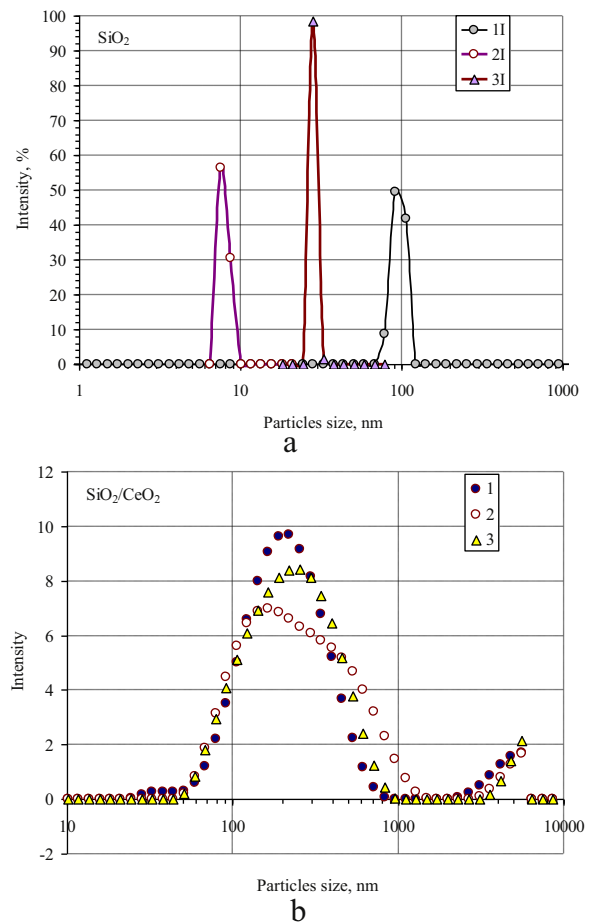 100
90
80
70
60
50
40
30
20
10
0
Intensity, %
SiO₂
1I
2I
3I
1 10 100 1000
Particles size, nm
a
12
10
8
6
4
2
0
-2
Intensity
SiO₂/CeO₂
1
2
3
10 100 1000 10000
Particles size, nm
b